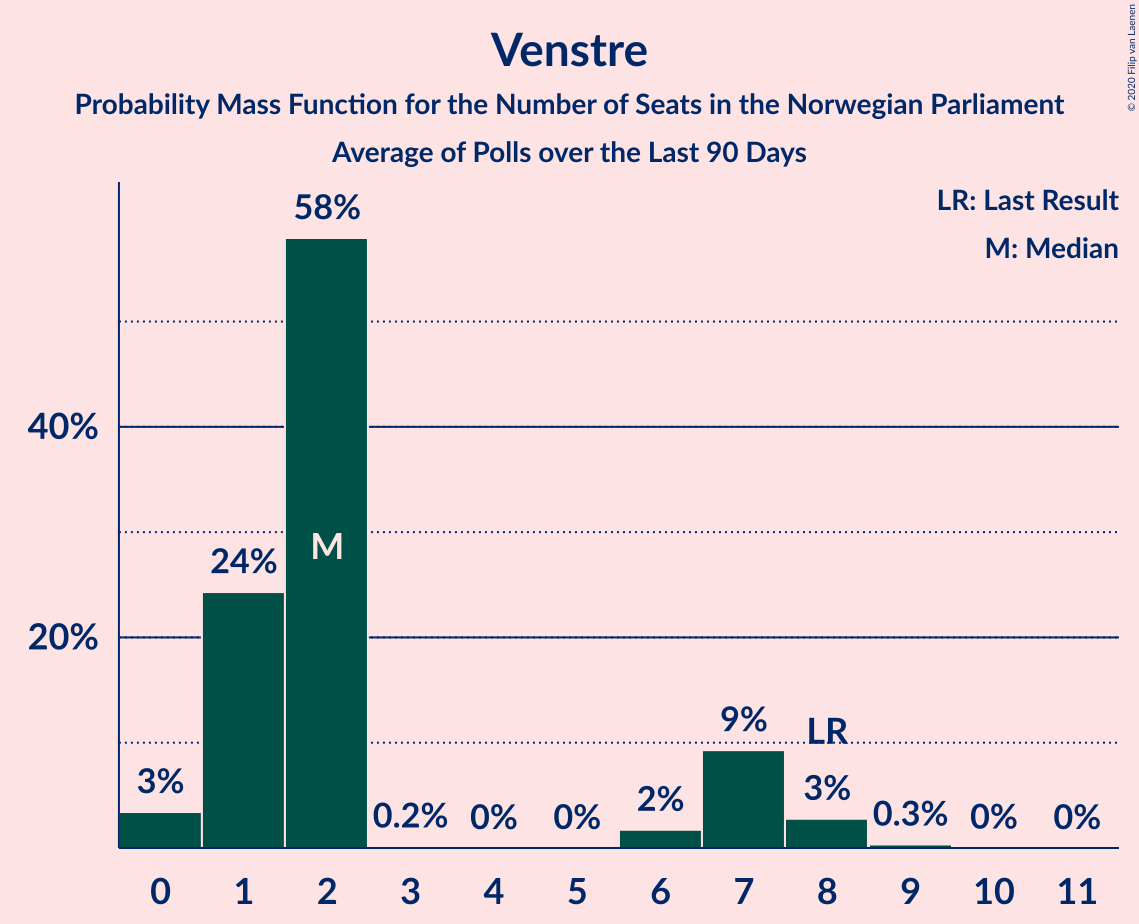 Venstre
Probability Mass Function for the Number of Seats in the Norwegian Parliament
Average of Polls over the Last 90 Days
© 2020 Filip van Laenen
LR: Last Result
M: Median
58%
40%
M
24%
20%
9%
LR
3%
3%
2%
0.2%
0%
0%
0.3%
0%
0%
0 1 2 3 4 5 6 7 8 9 10 11